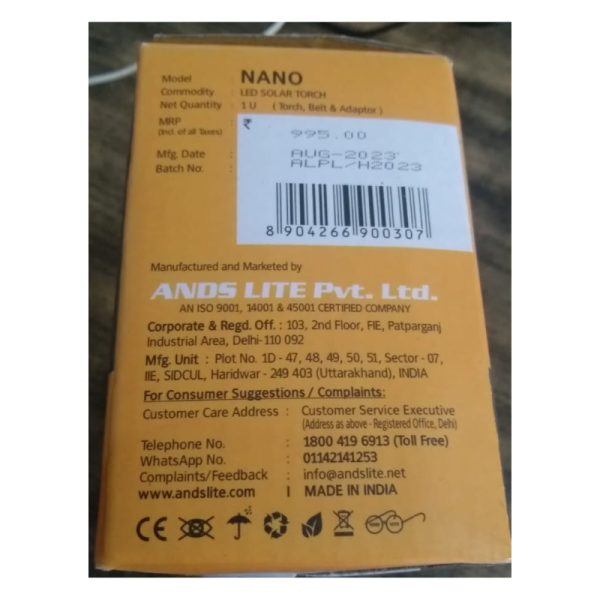 Model NANO
Commodity : LED SOLAR TORCH
Net Quantity : 1 U ( Torch, Belt & Adaptor )
MRP ₹ 995.00
(Incl. of all Taxes)
Mfg. Date : AUG-2023
Batch No. : ALPL/H2023
8 904266 900307
Manufactured and Marketed by
ANDS LITE Pvt. Ltd.
AN ISO 9001, 14001 & 45001 CERTIFIED COMPANY
Corporate & Regd. Off. : 103, 2nd Floor, FIE, Patparganj
Industrial Area, Delhi-110 092
Mfg. Unit : Plot No. 1D - 47, 48, 49, 50, 51, Sector - 07,
IIE, SIDCUL, Haridwar - 249 403 (Uttarakhand), INDIA
For Consumer Suggestions / Complaints:
Customer Care Address : Customer Service Executive
(Address as above - Registered Office, Delhi)
Telephone No. : 1800 419 6913 (Toll Free)
WhatsApp No. : 01142141253
Complaints/Feedback : info@andslite.net
www.andslite.com | MADE IN INDIA
CE